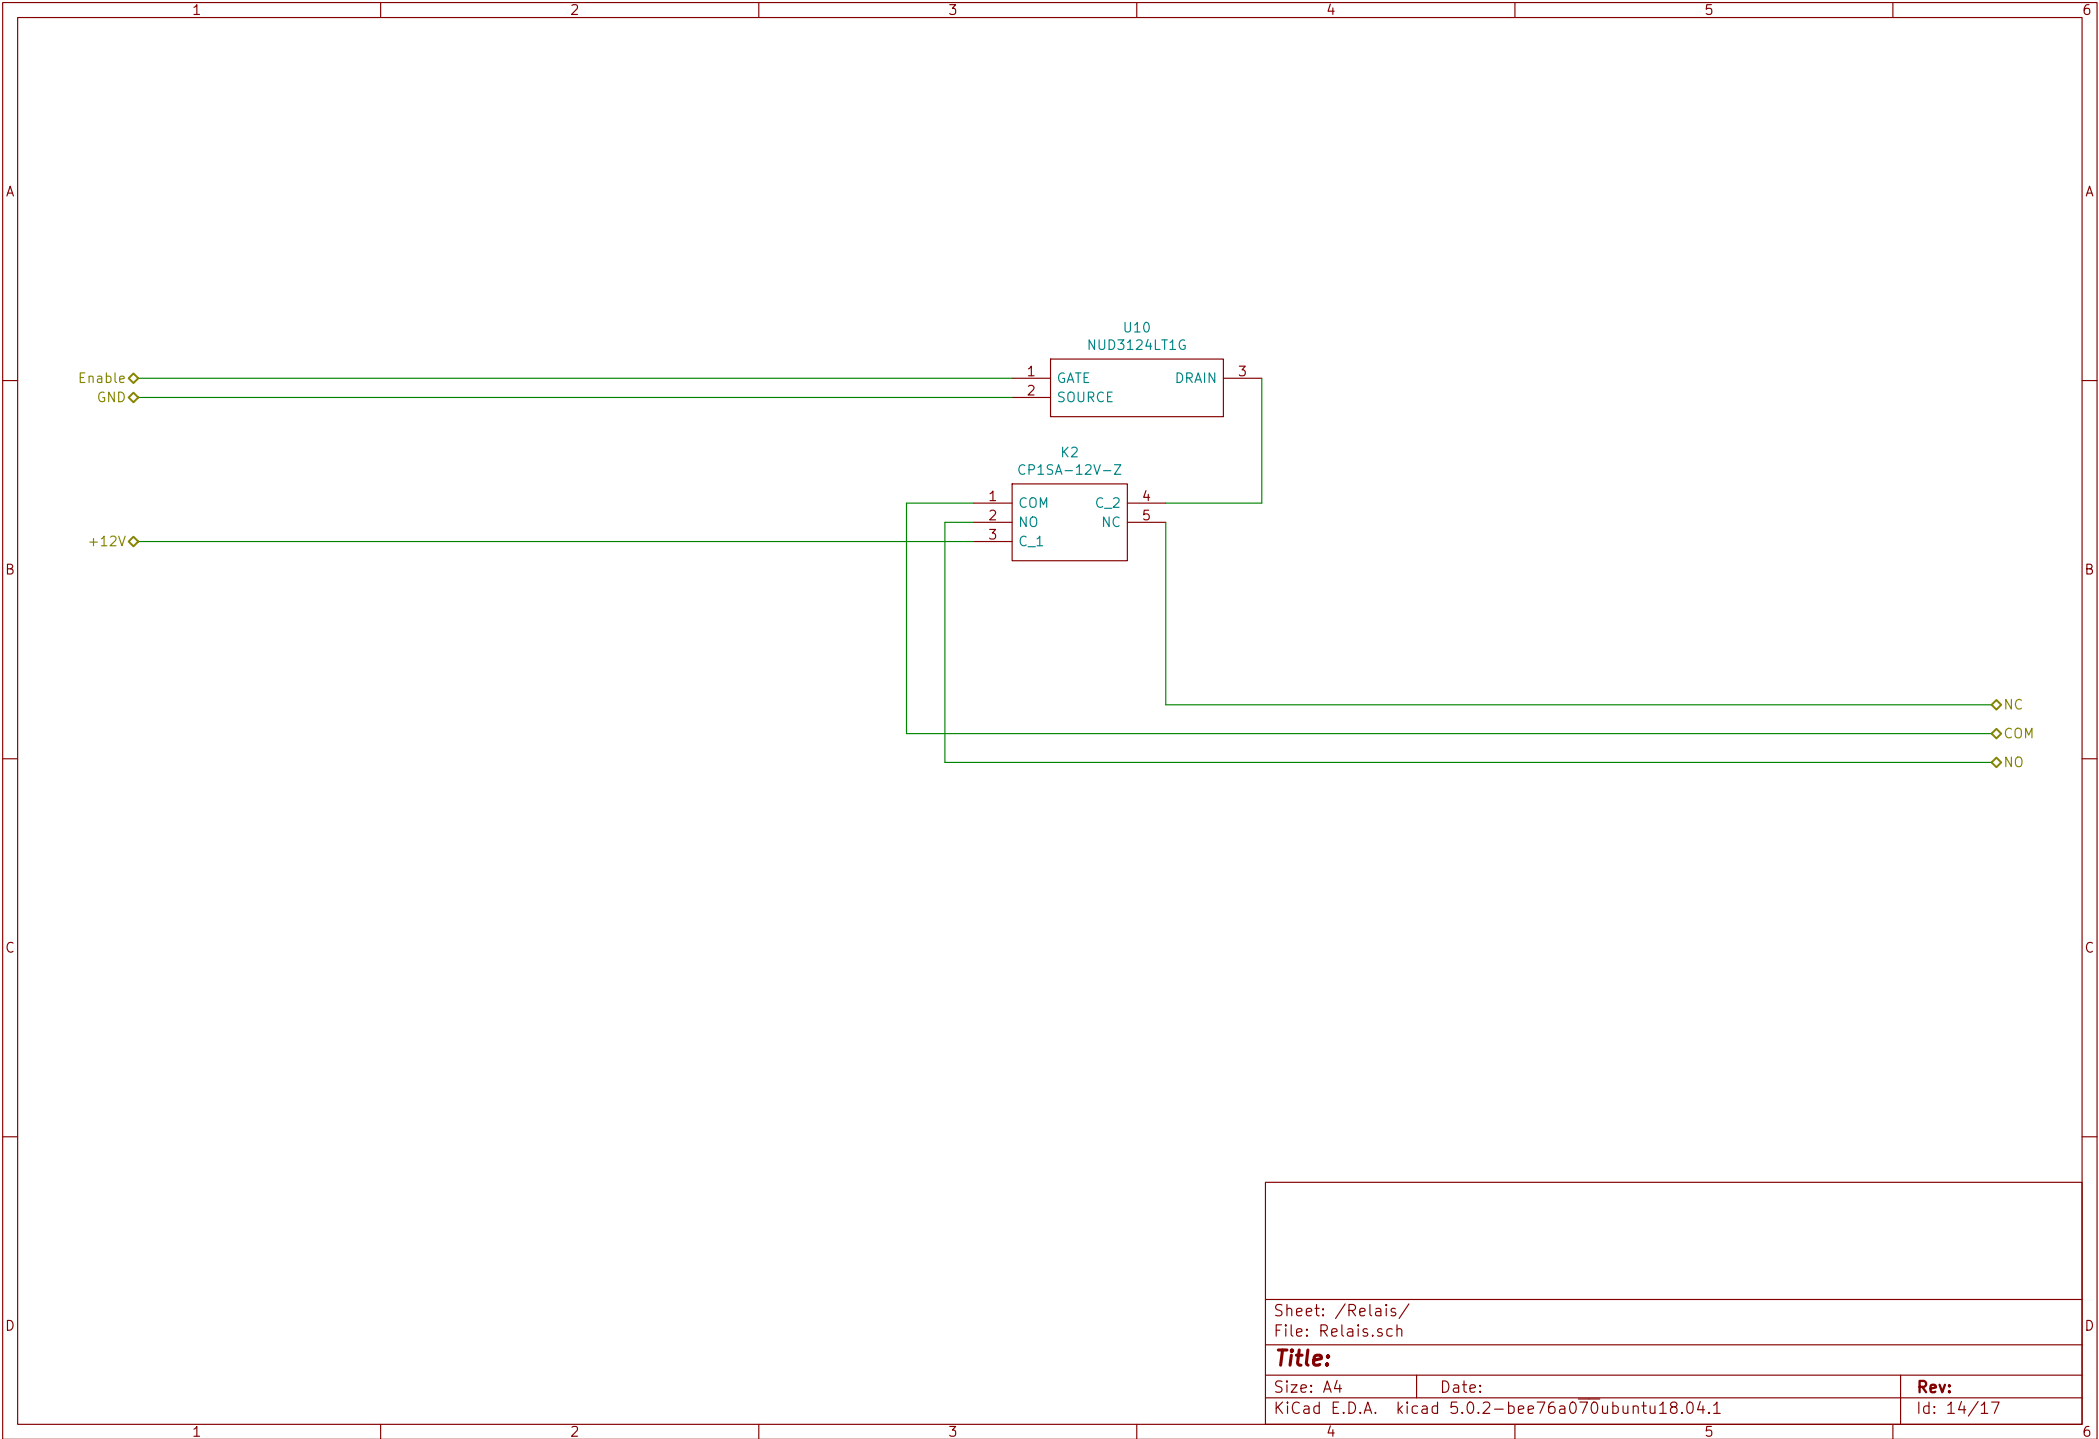 1 2 3 4 5 6
A A
U10
NUD3124LT1G
Enable 1 GATE DRAIN 3
GND 2 SOURCE
K2
CP1SA-12V-Z
1 COM C_2 4
2 NO NC 5
+12V 3 C_1
B B
NC
COM
NO
C C
Sheet: /Relais/
File: Relais.sch
D D
Title:
Size: A4 Date: Rev:
KiCad E.D.A. kicad 5.0.2-bee76a070ubuntu18.04.1 Id: 14/17
1 2 3 4 5 6